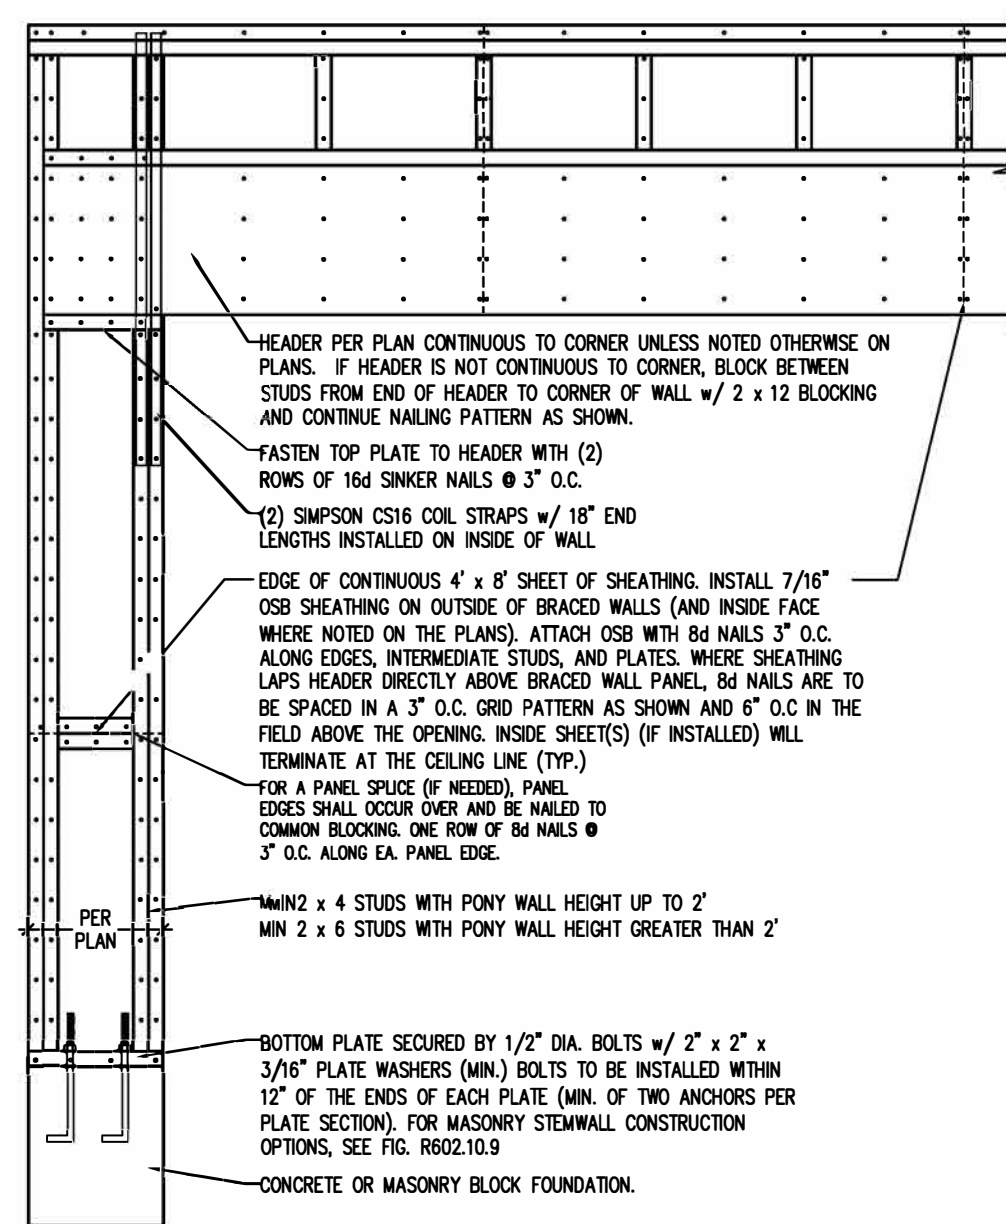 HEADER PER PLAN CONTINUOUS TO CORNER UNLESS NOTED OTHERWISE ON
PLANS. IF HEADER IS NOT CONTINUOUS TO CORNER, BLOCK BETWEEN
STUDS FROM END OF HEADER TO CORNER OF WALL w/ 2 x 12 BLOCKING
AND CONTINUE NAILING PATTERN AS SHOWN.
FASTEN TOP PLATE TO HEADER WITH (2)
ROWS OF 16d SINKER NAILS @ 3" O.C.
(2) SIMPSON CS16 COIL STRAPS w/ 18" END
LENGTHS INSTALLED ON INSIDE OF WALL
EDGE OF CONTINUOUS 4' x 8' SHEET OF SHEATHING. INSTALL 7/16"
OSB SHEATHING ON OUTSIDE OF BRACED WALLS (AND INSIDE FACE
WHERE NOTED ON THE PLANS). ATTACH OSB WITH 8d NAILS 3" O.C.
ALONG EDGES, INTERMEDIATE STUDS, AND PLATES. WHERE SHEATHING
LAPS HEADER DIRECTLY ABOVE BRACED WALL PANEL, 8d NAILS ARE TO
BE SPACED IN A 3" O.C. GRID PATTERN AS SHOWN AND 6" O.C IN THE
FIELD ABOVE THE OPENING. INSIDE SHEET(S) (IF INSTALLED) WILL
TERMINATE AT THE CEILING LINE (TYP.)
FOR A PANEL SPLICE (IF NEEDED), PANEL
EDGES SHALL OCCUR OVER AND BE NAILED TO
COMMON BLOCKING. ONE ROW OF 8d NAILS @
3" O.C. ALONG EA. PANEL EDGE.
MIN 2 x 4 STUDS WITH PONY WALL HEIGHT UP TO 2'
MIN 2 x 6 STUDS WITH PONY WALL HEIGHT GREATER THAN 2'
PER
PLAN
BOTTOM PLATE SECURED BY 1/2" DIA. BOLTS w/ 2" x 2" x
3/16" PLATE WASHERS (MIN.) BOLTS TO BE INSTALLED WITHIN
12" OF THE ENDS OF EACH PLATE (MIN. OF TWO ANCHORS PER
PLATE SECTION). FOR MASONRY STEMWALL CONSTRUCTION
OPTIONS, SEE FIG. R602.10.9
CONCRETE OR MASONRY BLOCK FOUNDATION.